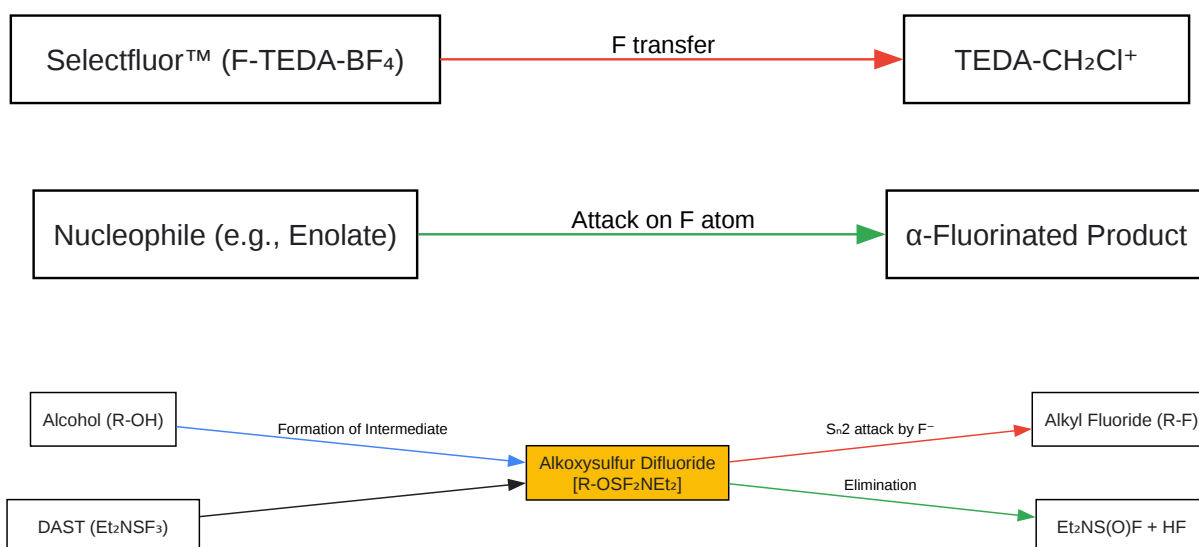 Selectfluor™ (F-TEDA-BF₄)
F transfer
TEDA-CH₂Cl⁺
Nucleophile (e.g., Enolate)
Attack on F atom
α-Fluorinated Product
Alcohol (R-OH)
Formation of Intermediate
Alkoxysulfur Difluoride
[R-OSF₂NEt₂]
Sₙ2 attack by F⁻
Alkyl Fluoride (R-F)
DAST (Et₂NSF₃)
Elimination
Et₂NS(O)F + HF